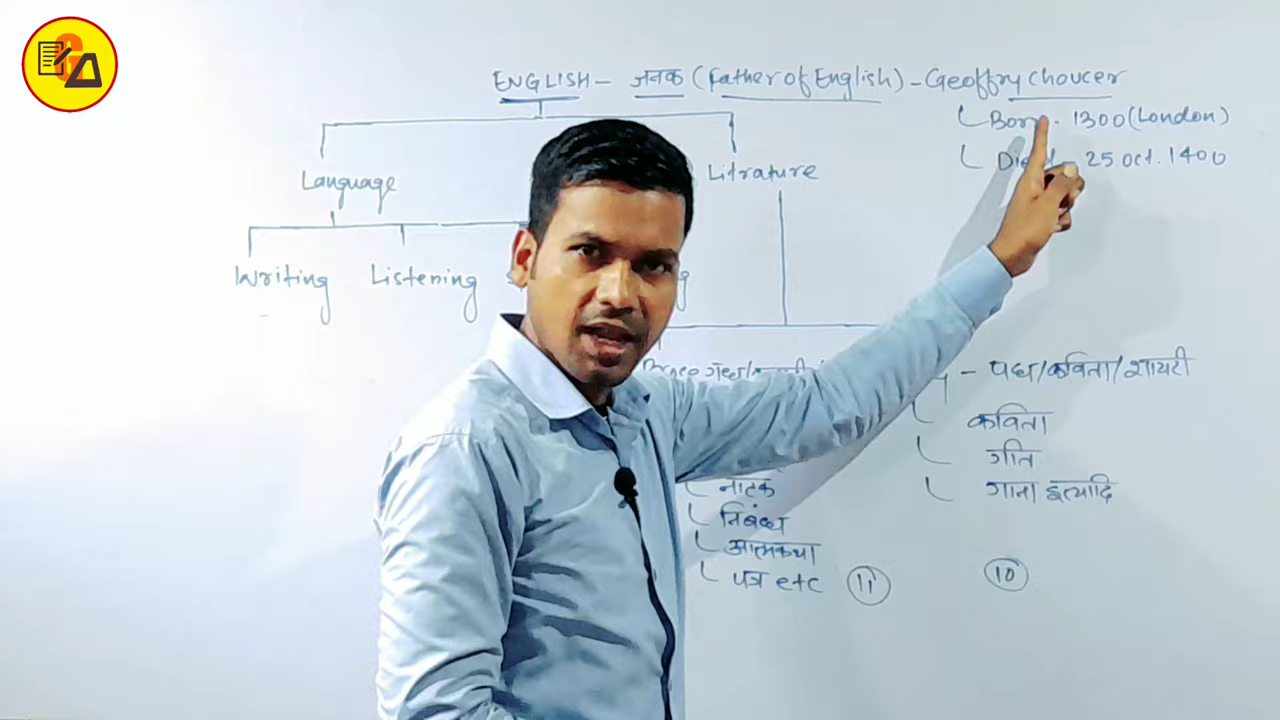 ENGLISH - जनक (Father of English) - Geoffry Choucer
Born - 1300 (London)
Died - 25 Oct. 1400
Language
Litrature
Writing Listening
- पद्य/कविता/शायरी
कविता
गीत
गाना इत्यादि
नाटक
निबंध
आत्मकथा
पत्र etc 11
10